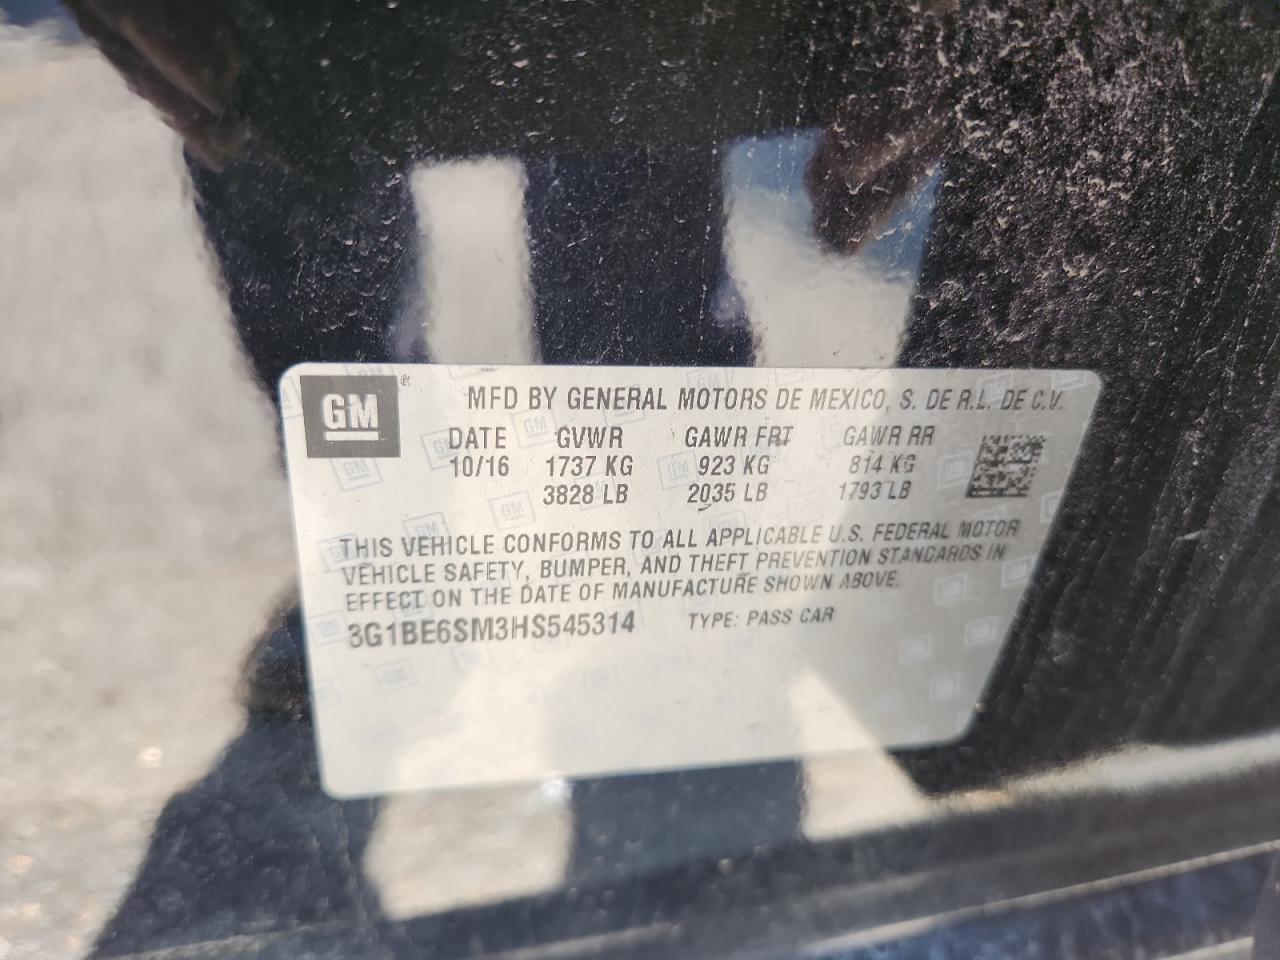 GM ® MFD BY GENERAL MOTORS DE MEXICO, S. DE R.L. DE C.V.
DATE GVWR GAWR FRT GAWR RR
10/16 1737 KG 923 KG 814 KG
3828 LB 2035 LB 1793 LB
THIS VEHICLE CONFORMS TO ALL APPLICABLE U.S. FEDERAL MOTOR
VEHICLE SAFETY, BUMPER, AND THEFT PREVENTION STANDARDS IN
EFFECT ON THE DATE OF MANUFACTURE SHOWN ABOVE.
3G1BE6SM3HS545314 TYPE: PASS CAR